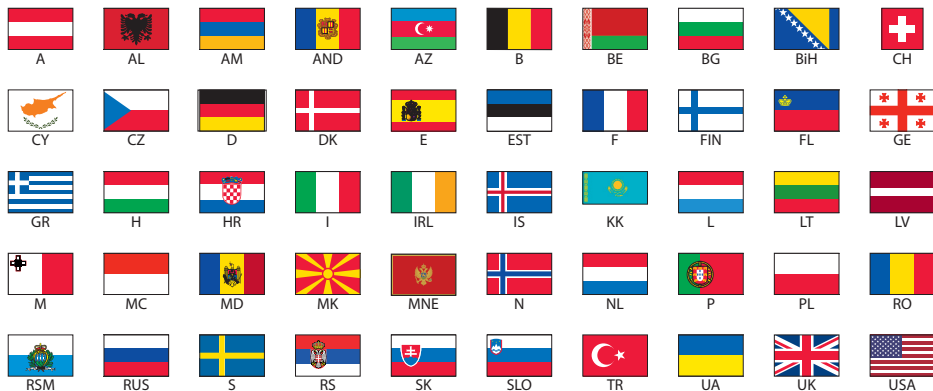 A AL AM AND AZ B BE BG BiH CH
CY CZ D DK E EST F FIN FL GE
GR H HR I IRL IS KK L LT LV
M MC MD MK MNE N NL P PL RO
RSM RUS S RS SK SLO TR UA UK USA